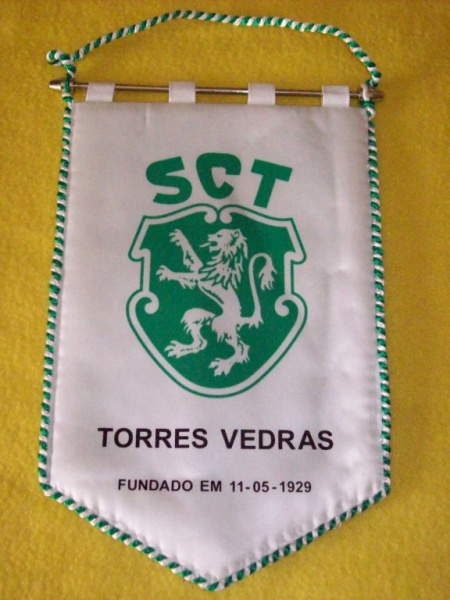 SCT
TORRES VEDRAS
FUNDADO EM 11-05-1929